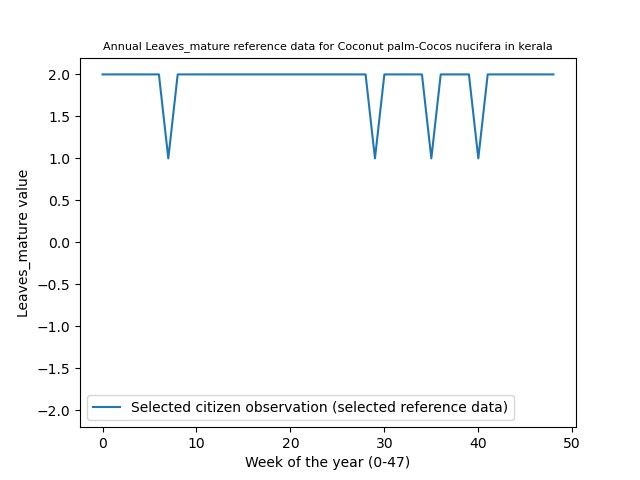 Annual Leaves_mature reference data for Coconut palm-Cocos nucifera in kerala
2.0
1.5
1.0
0.5
0.0
−0.5
−1.0
−1.5
−2.0
Leaves_mature value
Selected citizen observation (selected reference data)
0 10 20 30 40 50
Week of the year (0-47)